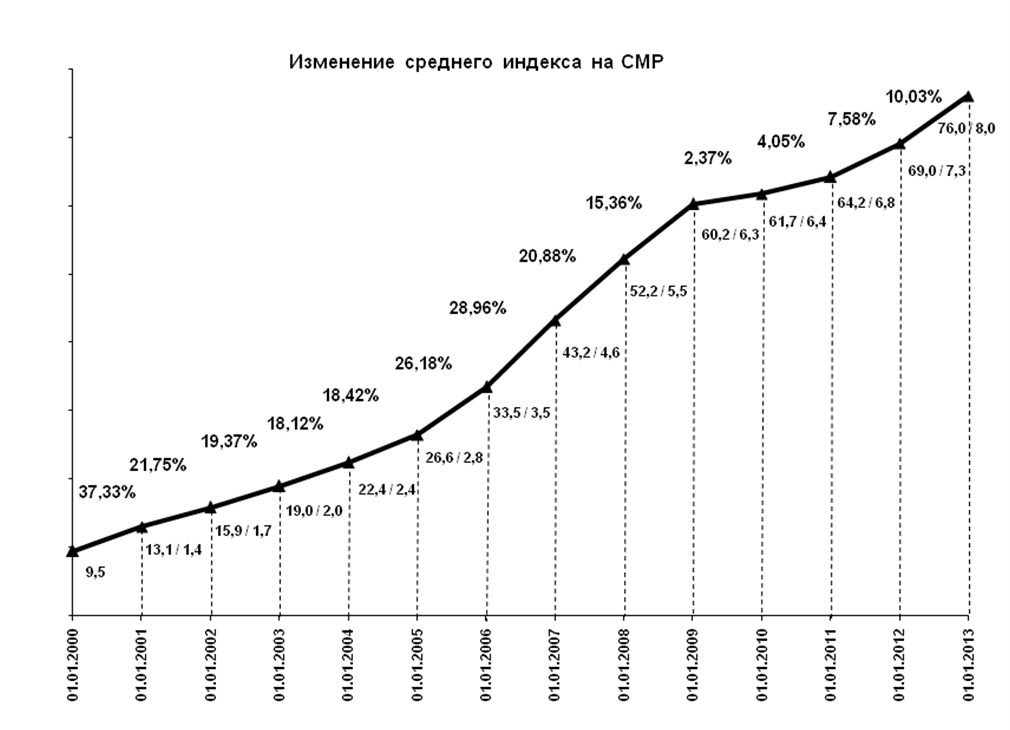 Изменение среднего индекса на СМР
37,33%
21,75%
19,37%
18,12%
18,42%
26,18%
28,96%
20,88%
15,36%
2,37%
4,05%
7,58%
10,03%
9,5
13,1 / 1,4
15,9 / 1,7
19,0 / 2,0
22,4 / 2,4
26,6 / 2,8
33,5 / 3,5
43,2 / 4,6
52,2 / 5,5
60,2 / 6,3
61,7 / 6,4
64,2 / 6,8
69,0 / 7,3
76,0 / 8,0
01.01.2000
01.01.2001
01.01.2002
01.01.2003
01.01.2004
01.01.2005
01.01.2006
01.01.2007
01.01.2008
01.01.2009
01.01.2010
01.01.2011
01.01.2012
01.01.2013